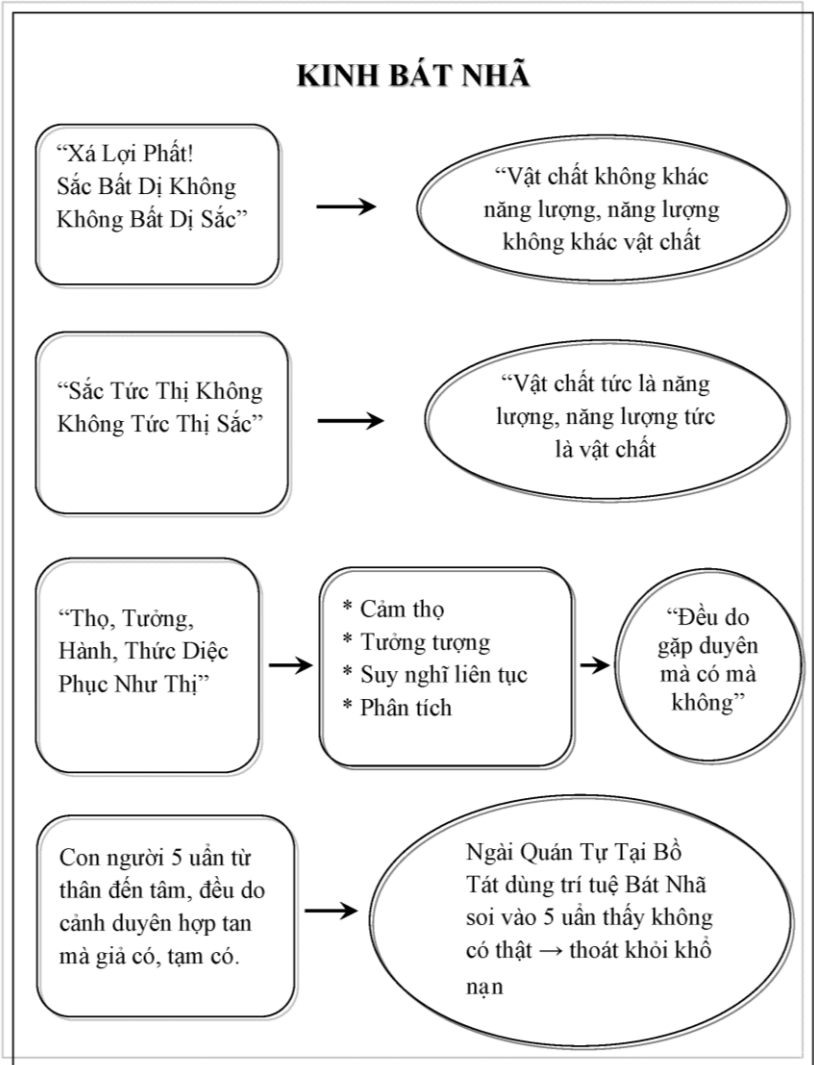 KINH BÁT NHÃ
“Xá Lợi Phất!
Sắc Bất Dị Không
Không Bất Dị Sắc”
“Vật chất không khác
năng lượng, năng lượng
không khác vật chất
“Sắc Tức Thị Không
Không Tức Thị Sắc”
“Vật chất tức là năng
lượng, năng lượng tức
là vật chất
“Thọ, Tưởng,
Hành, Thức Diệc
Phục Như Thị”
* Cảm thọ
* Tưởng tượng
* Suy nghĩ liên tục
* Phân tích
“Đều do
gặp duyên
mà có mà
không”
Con người 5 uẩn từ
thân đến tâm, đều do
cảnh duyên hợp tan
mà giả có, tạm có.
Ngài Quán Tự Tại Bồ
Tát dùng trí tuệ Bát Nhã
soi vào 5 uẩn thấy không
có thật → thoát khỏi khổ
nạn